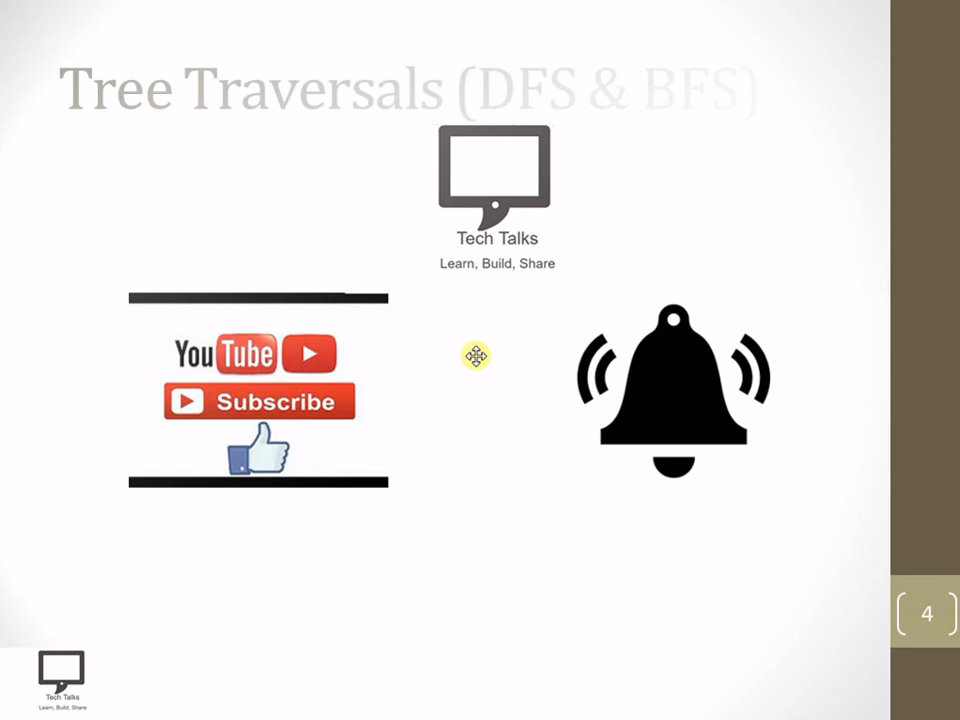 Tree Traversals (DFS & BFS)
Tech Talks
Learn, Build, Share
YouTube
Subscribe
4
Tech Talks
Learn, Build, Share